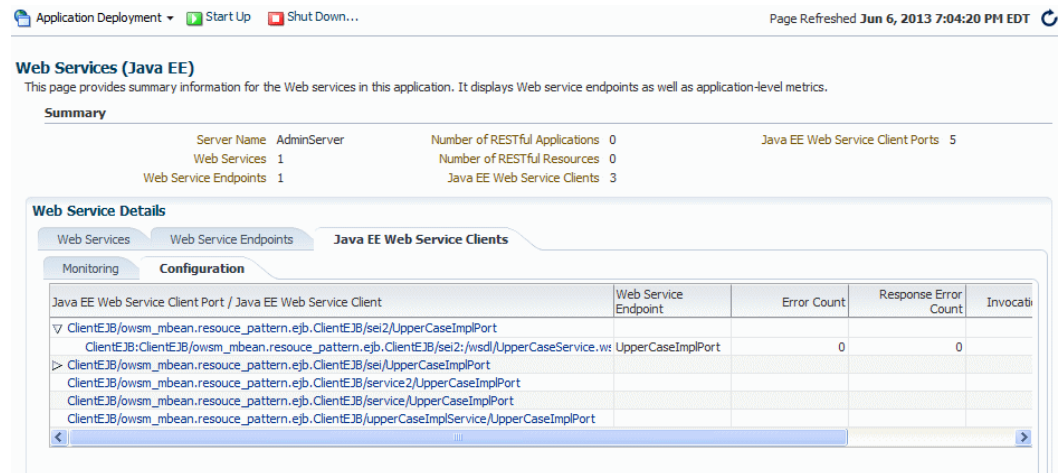 Application Deployment Start Up Shut Down... Page Refreshed Jun 6, 2013 7:04:20 PM EDT
Web Services (Java EE)
This page provides summary information for the Web services in this application. It displays Web service endpoints as well as application-level metrics.
Summary
Server Name AdminServer Number of RESTful Applications 0 Java EE Web Service Client Ports 5
Web Services 1 Number of RESTful Resources 0
Web Service Endpoints 1 Java EE Web Service Clients 3
Web Service Details
Web Services Web Service Endpoints Java EE Web Service Clients
Monitoring Configuration
Java EE Web Service Client Port / Java EE Web Service Client Web Service Endpoint Error Count Response Error Count Invocati
ClientEJB/owsm_mbean.resouce_pattern.ejb.ClientEJB/sei2/UpperCaseImplPort
ClientEJB:ClientEJB/owsm_mbean.resouce_pattern.ejb.ClientEJB/sei2:/wsdl/UpperCaseService.ws UpperCaseImplPort 0 0
ClientEJB/owsm_mbean.resouce_pattern.ejb.ClientEJB/sei/UpperCaseImplPort
ClientEJB/owsm_mbean.resouce_pattern.ejb.ClientEJB/service2/UpperCaseImplPort
ClientEJB/owsm_mbean.resouce_pattern.ejb.ClientEJB/service/UpperCaseImplPort
ClientEJB/owsm_mbean.resouce_pattern.ejb.ClientEJB/upperCaseImplService/UpperCaseImplPort